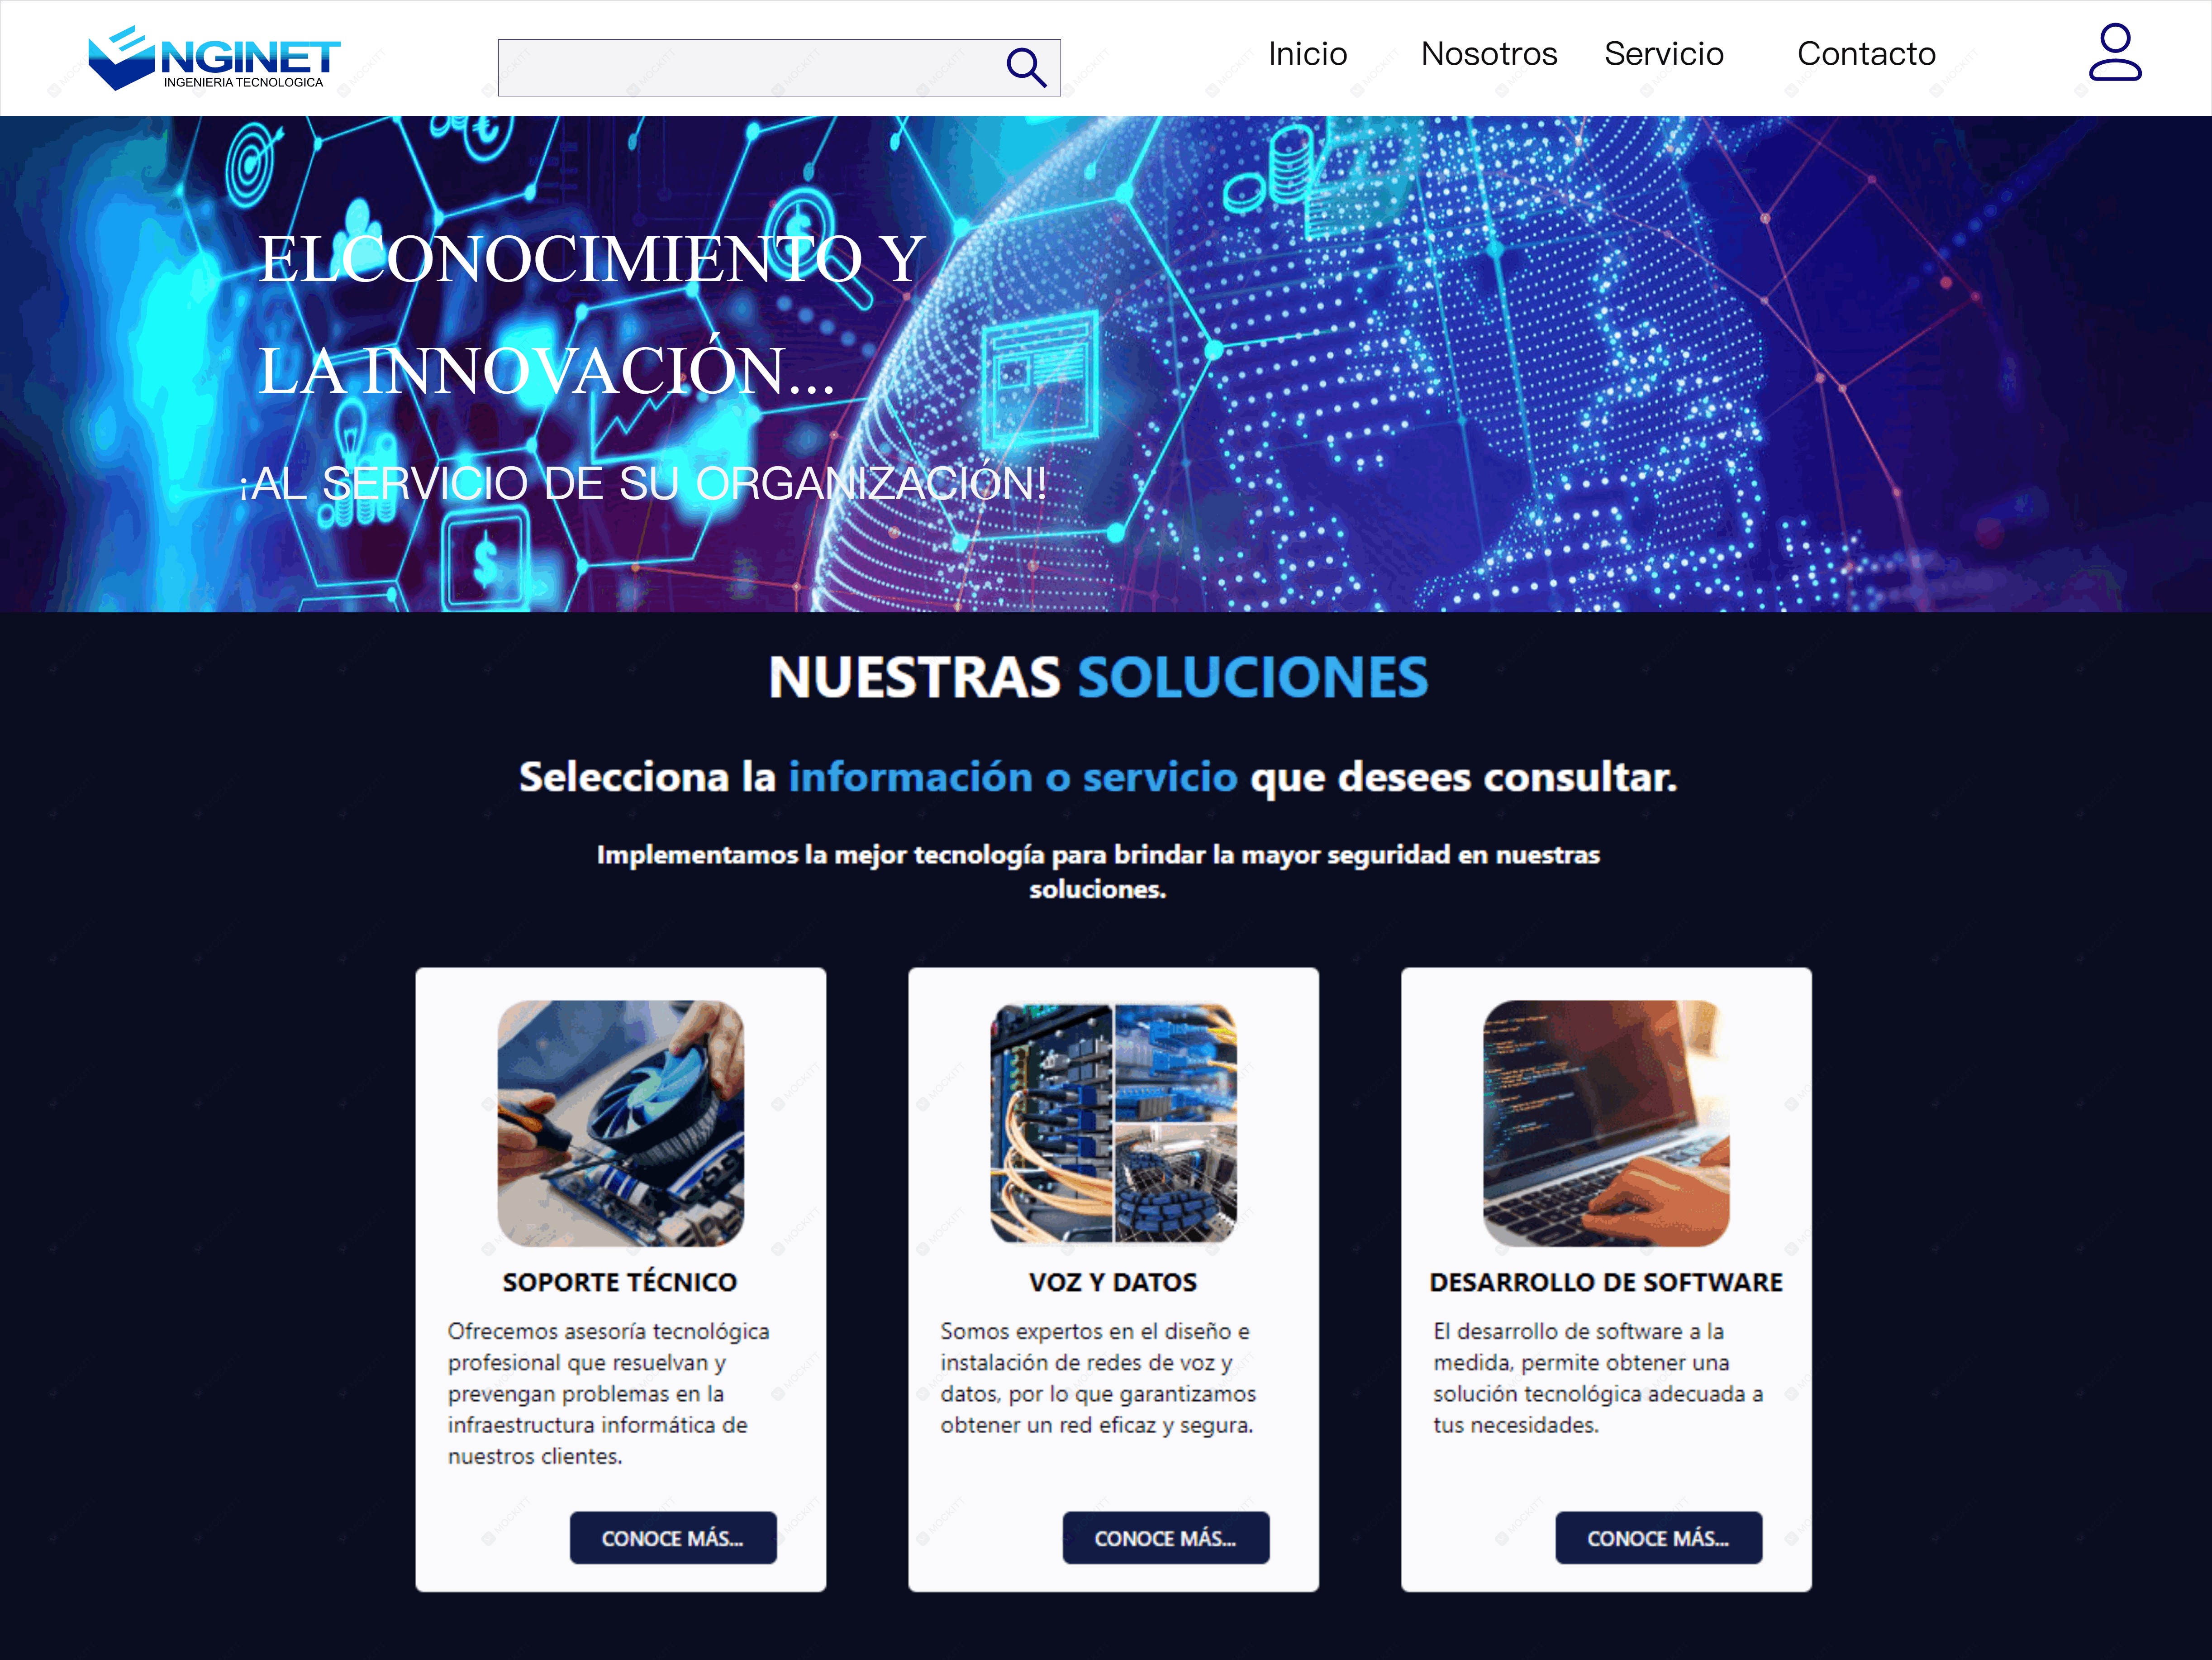 ENGINET
INGENIERIA TECNOLOGICA
Inicio
Nosotros
Servicio
Contacto
ELCONOCIMIENTO Y
LA INNOVACIÓN...
¡AL SERVICIO DE SU ORGANIZACIÓN!
NUESTRAS SOLUCIONES
Selecciona la información o servicio que desees consultar.
Implementamos la mejor tecnología para brindar la mayor seguridad en nuestras
soluciones.
SOPORTE TÉCNICO
Ofrecemos asesoría tecnológica
profesional que resuelvan y
prevengan problemas en la
infraestructura informática de
nuestros clientes.
CONOCE MÁS...
VOZ Y DATOS
Somos expertos en el diseño e
instalación de redes de voz y
datos, por lo que garantizamos
obtener un red eficaz y segura.
CONOCE MÁS...
DESARROLLO DE SOFTWARE
El desarrollo de software a la
medida, permite obtener una
solución tecnológica adecuada a
tus necesidades.
CONOCE MÁS...
MOCKITT